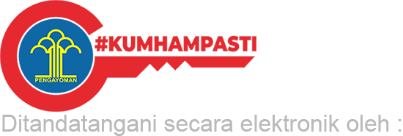 #KUMHAMPASTI
PENGAYOMAN
Ditandatangani secara elektronik oleh :